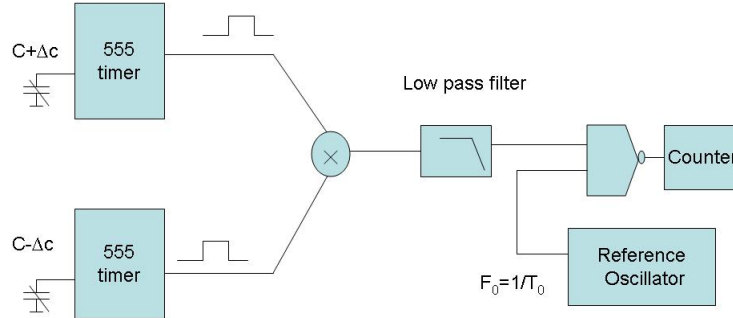 C+Δc
555
timer
Low pass filter
×
Counter
C-Δc
555
timer
F₀=1/T₀
Reference
Oscillator